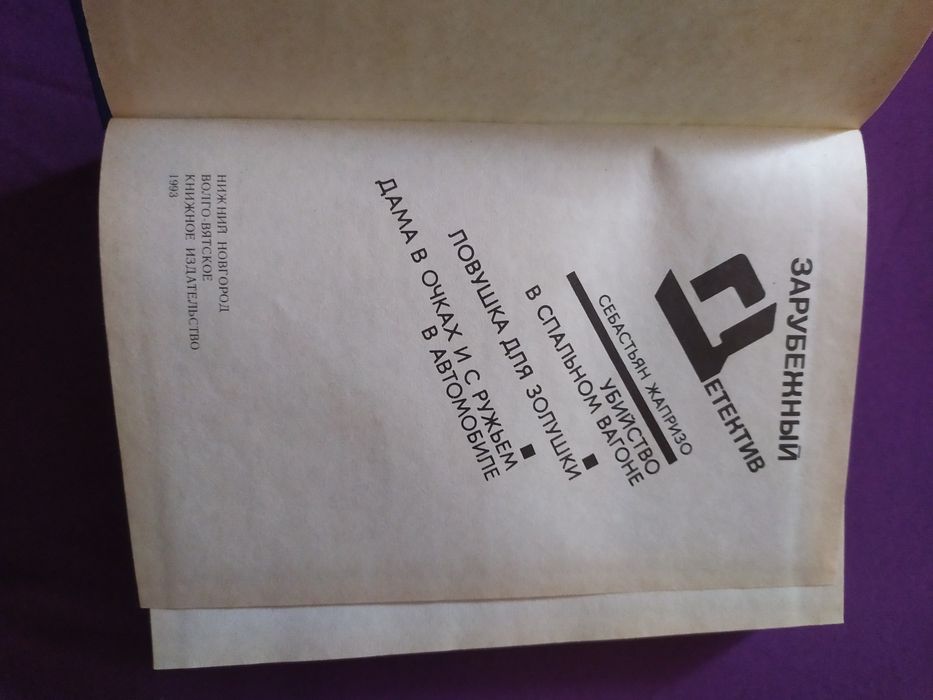 ЗАРУБЕЖНЫЙ
ДЕТЕКТИВ
СЕБАСТЬЯН ЖАПРИЗО
УБИЙСТВО
В СПАЛЬНОМ ВАГОНЕ
ЛОВУШКА ДЛЯ ЗОЛУШКИ
ДАМА В ОЧКАХ И С РУЖЬЕМ
В АВТОМОБИЛЕ
НИЖНИЙ НОВГОРОД
ВОЛГО-ВЯТСКОЕ
КНИЖНОЕ ИЗДАТЕЛЬСТВО
1993